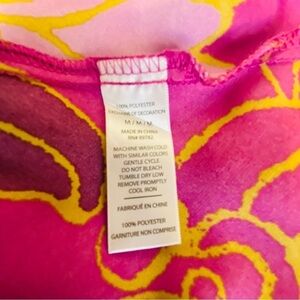 100% POLYESTER
EXCLUSIVE OF DECORATION
M / M / M
MADE IN CHINA
RN# 89782
MACHINE WASH COLD
WITH SIMILAR COLORS
GENTLE CYCLE.
DO NOT BLEACH
TUMBLE DRY LOW
REMOVE PROMPTLY
COOL IRON
FABRIQUÉ EN CHINE
100% POLYESTER
GARNITURE NON COMPRISE